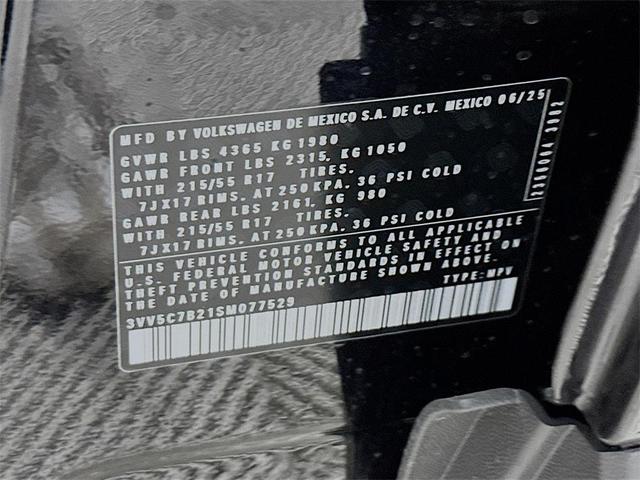 MFD BY VOLKSWAGEN DE MEXICO S.A. DE C.V. MEXICO 06/25
GVWR LBS 4365 KG 1980
GAWR FRONT LBS 2315, KG 1050
WITH 215/55 R17 TIRES.
7JX17 RIMS. AT 250 KPA, 36 PSI COLD
GAWR REAR LBS 2161, KG 980
WITH 215/55 R17 TIRES.
7JX17 RIMS. AT 250 KPA, 36 PSI COLD
THIS VEHICLE CONFORMS TO ALL APPLICABLE
U.S. FEDERAL MOTOR VEHICLE SAFETY AND
THEFT PREVENTION STANDARDS IN EFFECT ON
THE DATE OF MANUFACTURE SHOWN ABOVE.
TYPE: MPV
3VV5C7B21SM077529